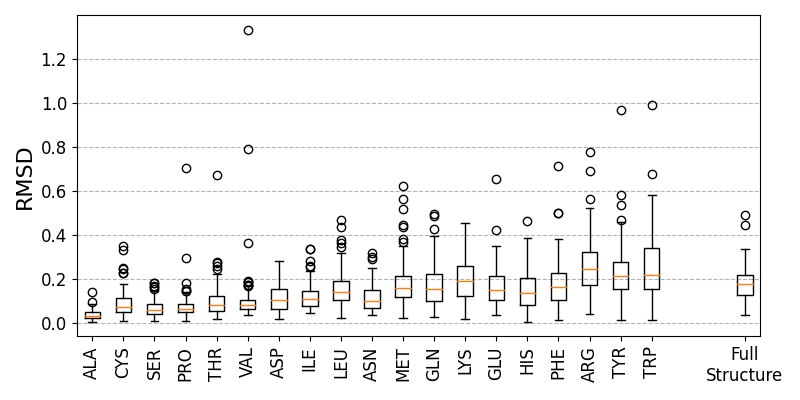 RMSD
1.2
1.0
0.8
0.6
0.4
0.2
0.0
ALA
CYS
SER
PRO
THR
VAL
ASP
ILE
LEU
ASN
MET
GLN
LYS
GLU
HIS
PHE
ARG
TYR
TRP
Full
Structure